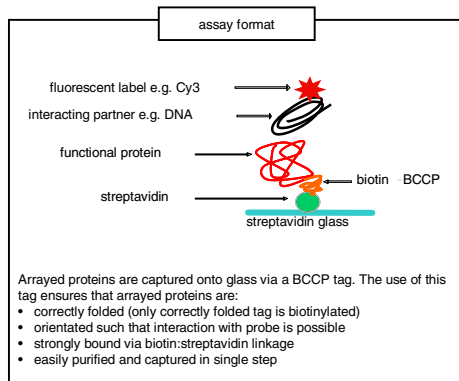 assay format
fluorescent label e.g. Cy3
interacting partner e.g. DNA
functional protein
biotin -BCCP
streptavidin
streptavidin glass
Arrayed proteins are captured onto glass via a BCCP tag. The use of this
tag ensures that arrayed proteins are:
• correctly folded (only correctly folded tag is biotinylated)
• orientated such that interaction with probe is possible
• strongly bound via biotin:streptavidin linkage
• easily purified and captured in single step